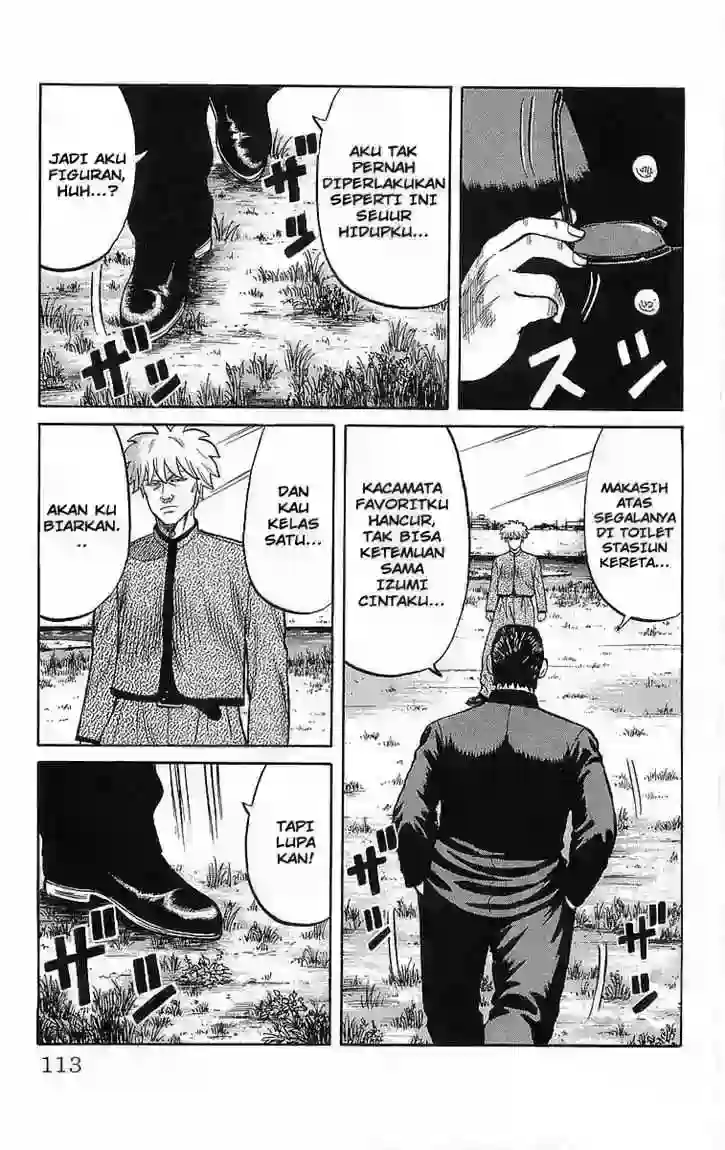 スッ
AKU TAK
PERNAH
DIPERLAKUKAN
SEPERTI INI
SEUUR
HIDUPKU...
JADI AKU
FIGURAN,
HUH...?
ザッ
ザッ
MAKASIH
ATAS
SEGALANYA
DI TOILET
STASIUN
KERETA...
KACAMATA
FAVORITKU
HANCUR,
TAK BISA
KETEMUAN
SAMA
IZUMI
CINTAKU...
ザッ
ザッ
DAN
KAU
KELAS
SATU...
AKAN KU
BIARKAN.
..
TAPI
LUPA
KAN!
ザッ
113